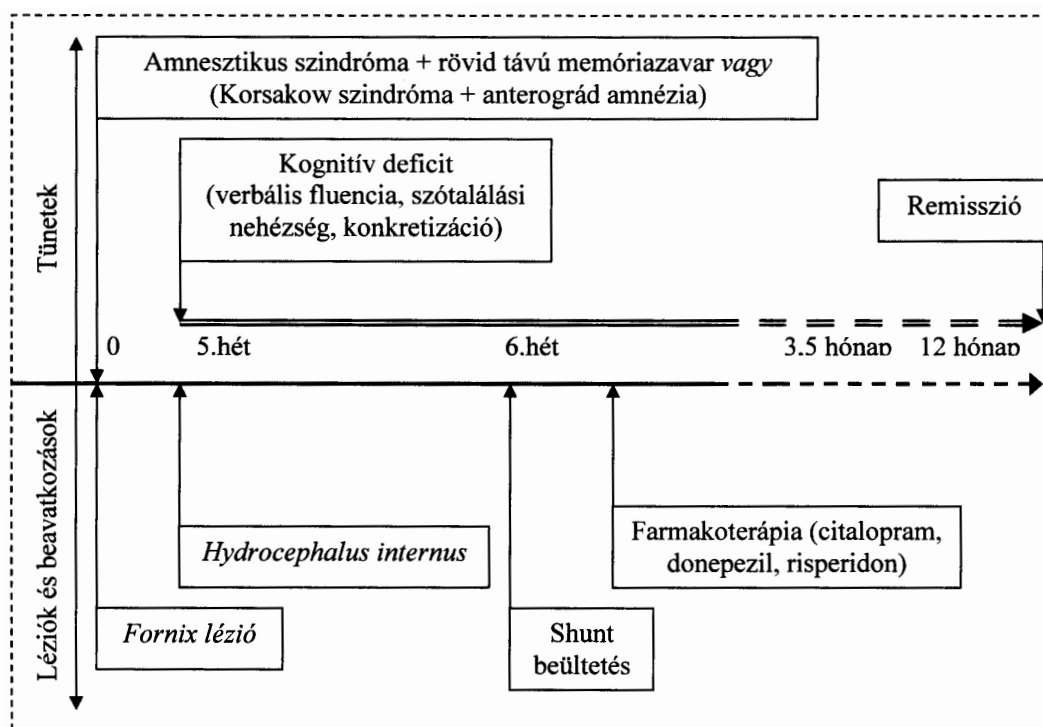 Amnesztikus szindróma + rövid távú memóriazavar vagy
(Korsakow szindróma + anterográd amnézia)
Kognitív deficit
(verbális fluencia, szótalálási
nehézség, konkretizáció)
Remisszió
Tünetek
0
5.hét
6.hét
3.5 hónap
12 hónap
Léziók és beavatkozások
Hydrocephalus internus
Farmakoterápia (citalopram,
donepezil, risperidon)
Fornix lézió
Shunt
beültetés